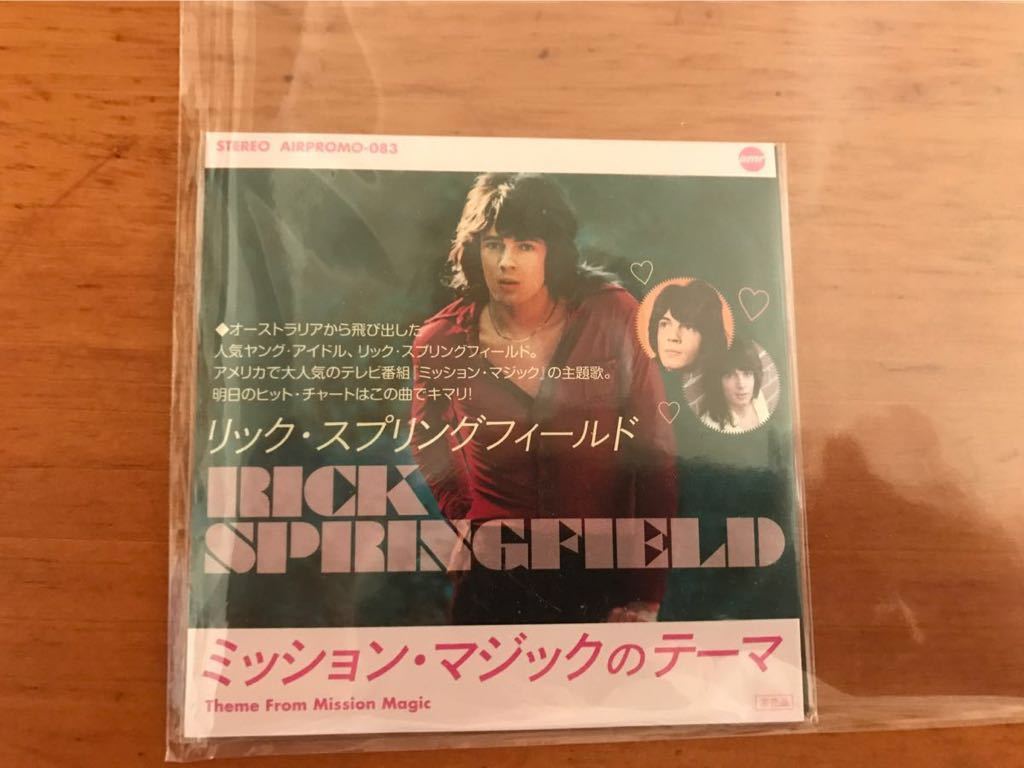 STEREO AIRPROMO-083
amr
◆オーストラリアから飛び出した
人気ヤング・アイドル、リック・スプリングフィールド。
アメリカで大人気のテレビ番組『ミッション・マジック』の主題歌。
明日のヒット・チャートはこの曲でキマリ!
リック・スプリングフィールド
RICK
SPRINGFIELD
ミッション・マジックのテーマ
Theme From Mission Magic
非売品